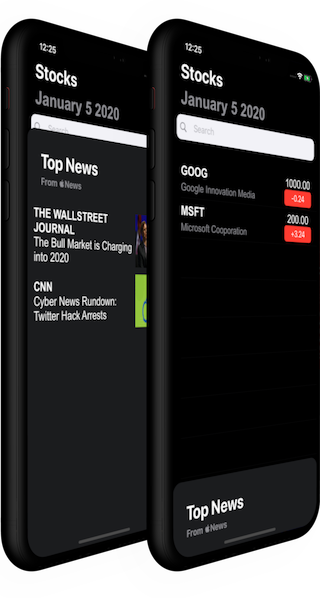 12:25
Stocks
January 5 2020
Search
Top News
From News
THE WALLSTREET
JOURNAL
The Bull Market is Charging
into 2020
CNN
Cyber News Rundown:
Twitter Hack Arrests
12:25
Stocks
January 5 2020
Search
GOOG
1000.00
Google Innovation Media
-0.24
MSFT
200.00
Microsoft Cooporation
+3.24
Top News
From News